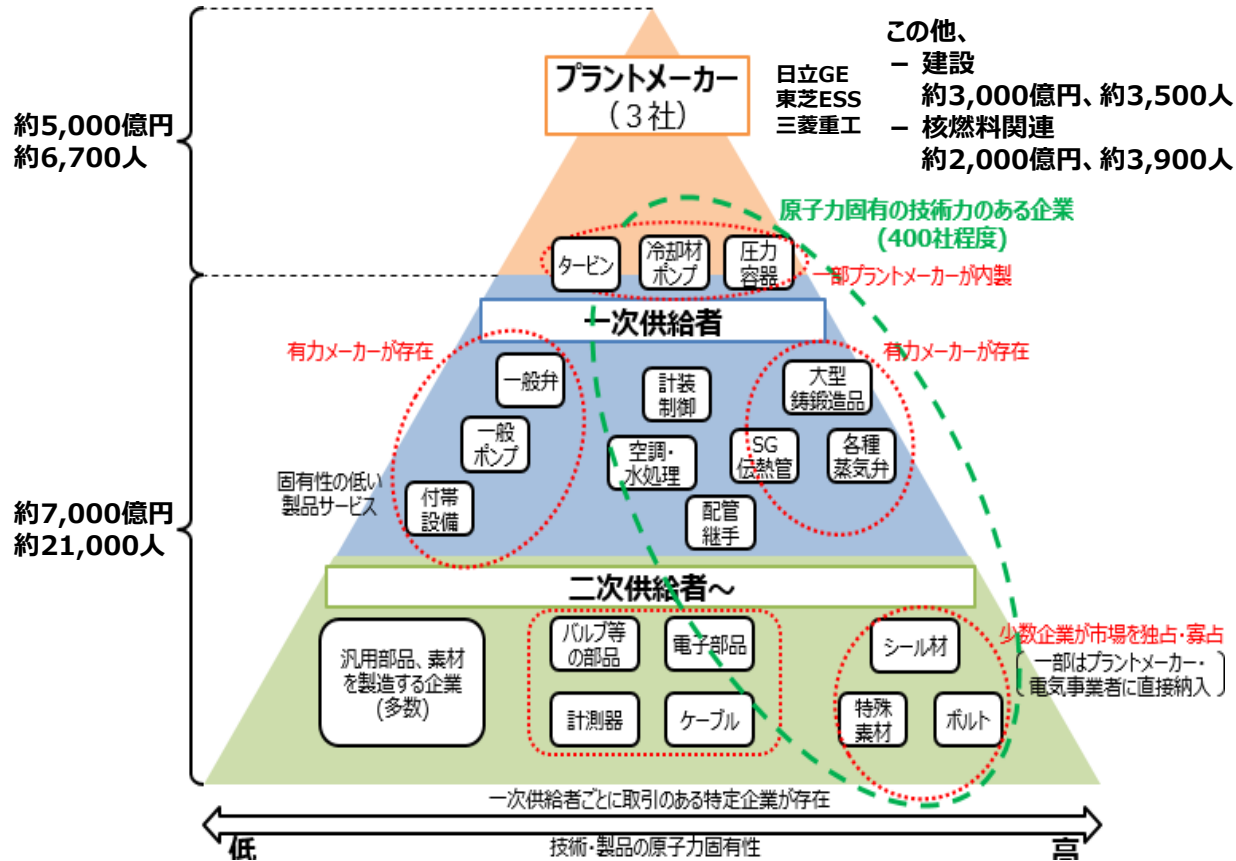 プラントメーカー
(3社)
日立GE
東芝ESS
三菱重工
この他、
– 建設
約3,000億円、約3,500人
– 核燃料関連
約2,000億円、約3,900人
約5,000億円
約6,700人
原子力固有の技術力のある企業
(400社程度)
タービン
冷却材
ポンプ
圧力
容器
一部プラントメーカーが内製
一次供給者
有力メーカーが存在
有力メーカーが存在
一般弁
計装
制御
大型
鋳鍛造品
一般
ポンプ
空調・
水処理
SG
伝熱管
各種
蒸気弁
固有性の低い
製品サービス
付帯
設備
配管
継手
約7,000億円
約21,000人
二次供給者～
汎用部品、素材
を製造する企業
(多数)
バルブ等
の部品
電子部品
計測器
ケーブル
シール材
特殊
素材
ボルト
少数企業が市場を独占・寡占
一部はプラントメーカー・
電気事業者に直接納入
一次供給者ごとに取引のある特定企業が存在
低
技術・製品の原子力固有性
高